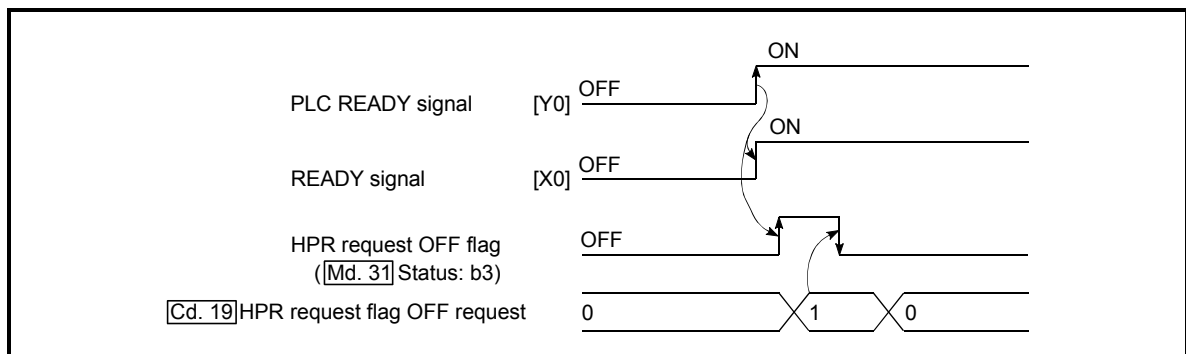 ON
PLC READY signal [Y0] OFF
ON
READY signal [X0] OFF
HPR request OFF flag OFF
(Md. 31 Status: b3)
Cd. 19 HPR request flag OFF request 0 1 0